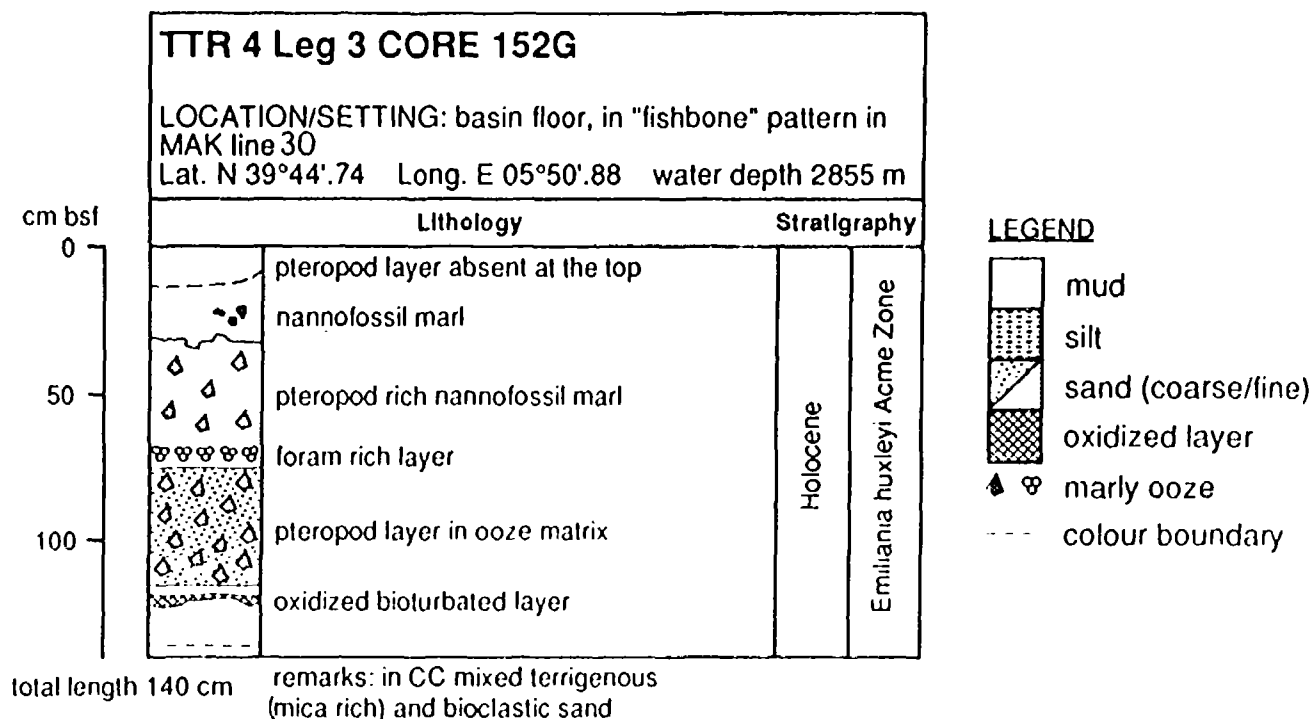 TTR 4 Leg 3 CORE 152G
LOCATION/SETTING: basin floor, in "fishbone" pattern in
MAK line 30
Lat. N 39°44'.74 Long. E 05°50'.88 water depth 2855 m
cm bsf
Lithology
Stratigraphy
0
50
100
pteropod layer absent at the top
nannofossil marl
pteropod rich nannofossil marl
foram rich layer
pteropod layer in ooze matrix
oxidized bioturbated layer
Holocene
Emiliania huxleyi Acme Zone
total length 140 cm
remarks: in CC mixed terrigenous
(mica rich) and bioclastic sand
LEGEND
mud
silt
sand (coarse/fine)
oxidized layer
marly ooze
colour boundary